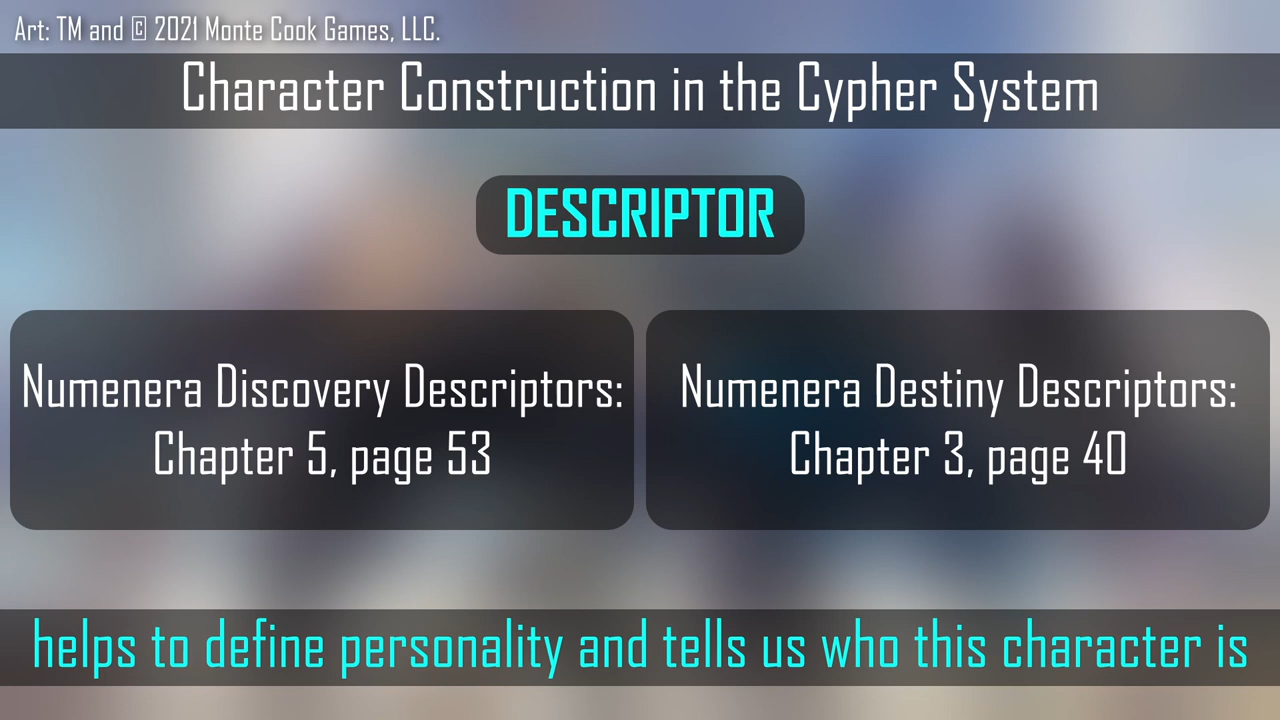 Art: TM and © 2021 Monte Cook Games, LLC.
Character Construction in the Cypher System
DESCRIPTOR
Numenera Discovery Descriptors:
Chapter 5, page 53
Numenera Destiny Descriptors:
Chapter 3, page 40
helps to define personality and tells us who this character is